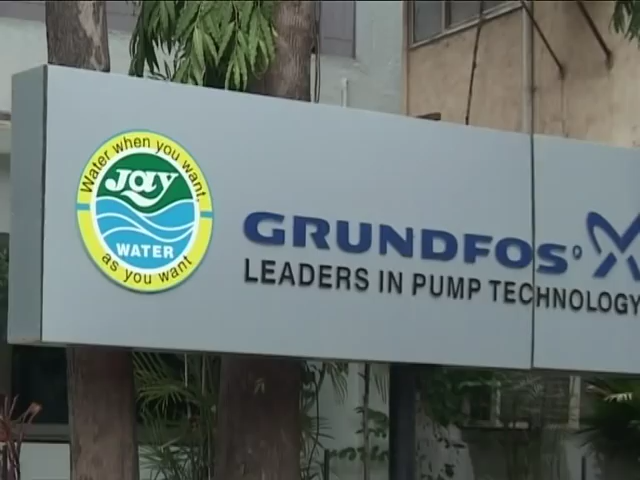 Water when you want,
Jay
WATER
as you want
GRUNDFOS
LEADERS IN PUMP TECHNOLOGY